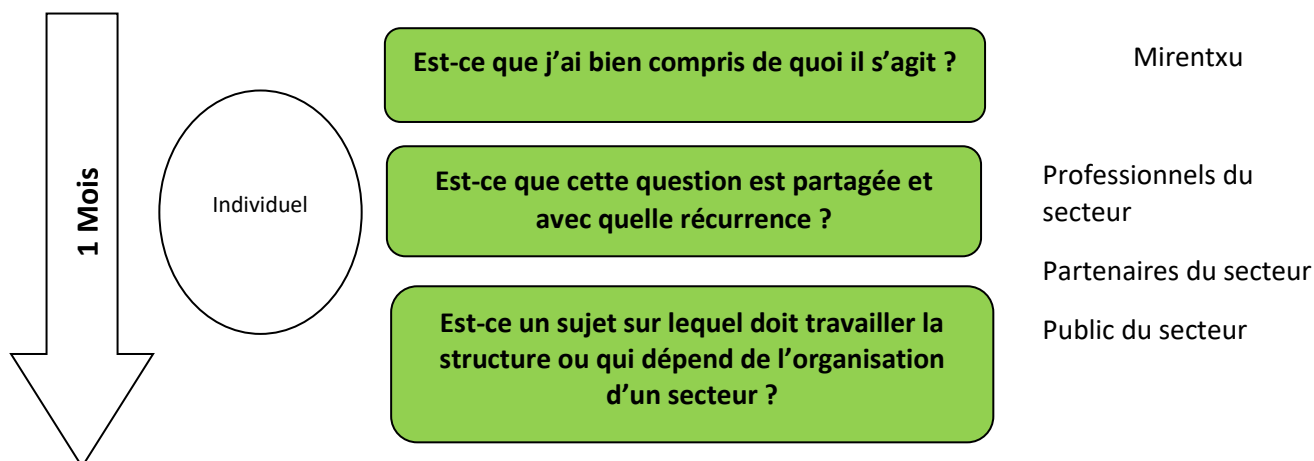 1 Mois
Individuel
Est-ce que j’ai bien compris de quoi il s’agit ?
Mirentxu
Est-ce que cette question est partagée et
avec quelle récurrence ?
Professionnels du
secteur
Partenaires du secteur
Public du secteur
Est-ce un sujet sur lequel doit travailler la
structure ou qui dépend de l’organisation
d’un secteur ?